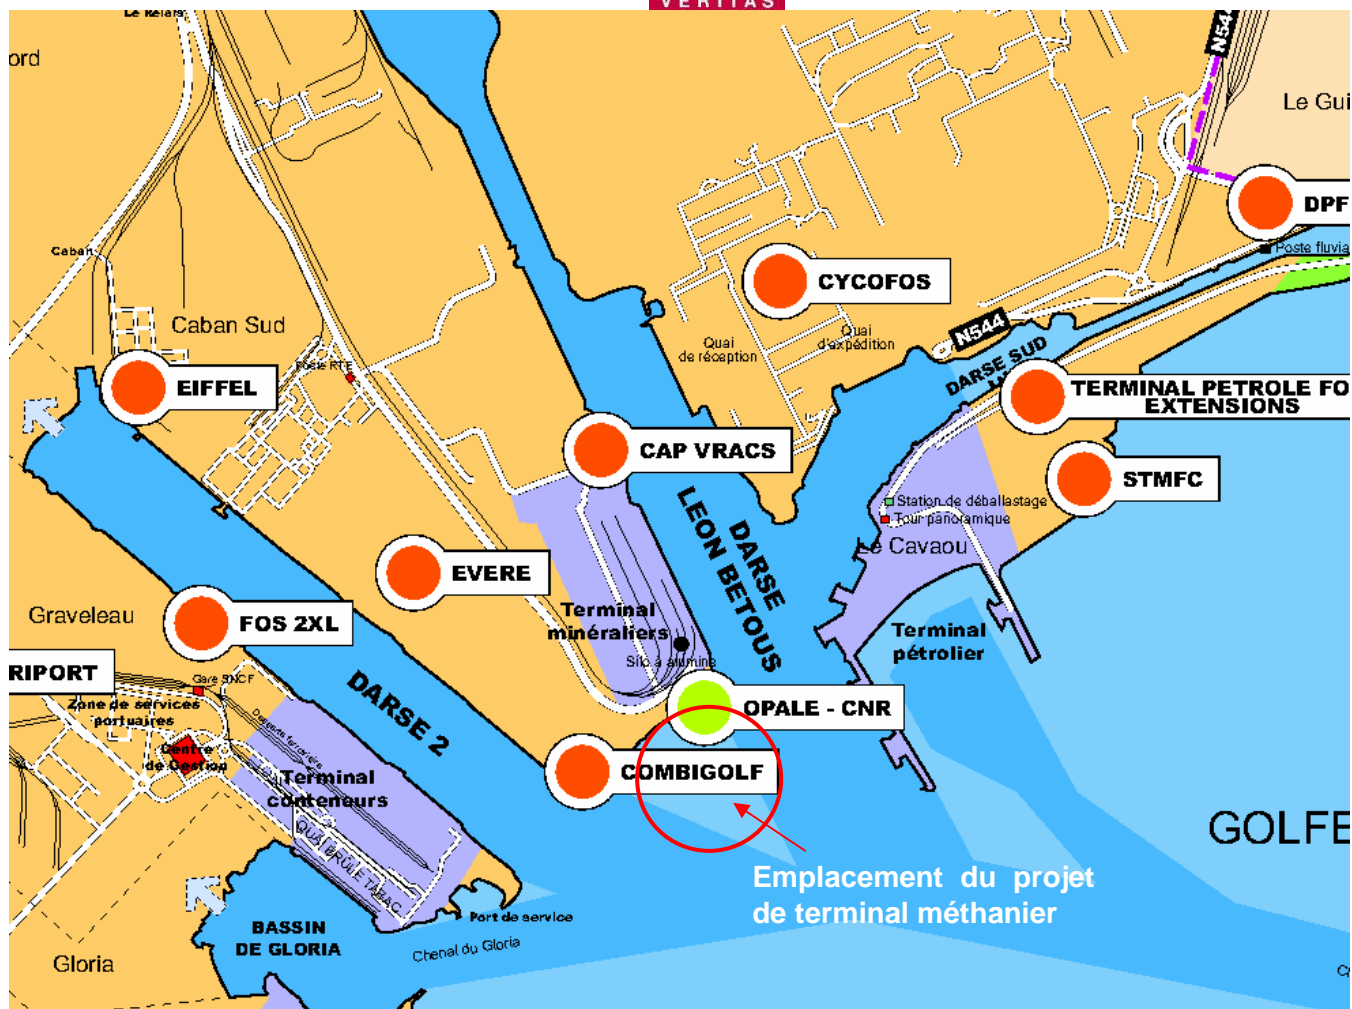 VERITAS
Le Relais
ord
N544
Le Gui
DPF
Poste fluvia
Caban
CYCOFOS
Caban Sud
Quai
de réception
Quai
d'expédition
N544
DARSE SUD
Poste RTE
EIFFEL
TERMINAL PETROLE FO
EXTENSIONS
CAP VRACS
STMFC
DARSE
LEON BETOUS
Station de déballastage
Tour panoramique
Le Cavaou
EVERE
Graveleau
FOS 2XL
Terminal
minéraliers
Silo à alumine
Terminal
pétrolier
RIPORT
Gare SNCF
Zone de services
portuaires
DARSE 2
OPALE - CNR
Desserte ferroviaire
Centre
de Gestion
COMBIGOLF
Terminal
conteneurs
QUAI BRÛLE TABAC
GOLFE
Emplacement du projet
de terminal méthanier
Port de service
BASSIN
DE GLORIA
Chenal du Gloria
Gloria